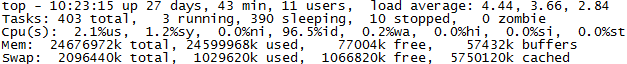 top - 10:23:15 up 27 days, 43 min, 11 users,  load average: 4.44, 3.66, 2.84
Tasks: 403 total,   3 running, 390 sleeping,  10 stopped,   0 zombie
Cpu(s):  2.1%us,  1.2%sy,  0.0%ni, 96.5%id,  0.2%wa,  0.0%hi,  0.0%si,  0.0%st
Mem:  24676972k total, 24599968k used,    77004k free,    57432k buffers
Swap:  2096440k total,  1029620k used,  1066820k free,  5750120k cached